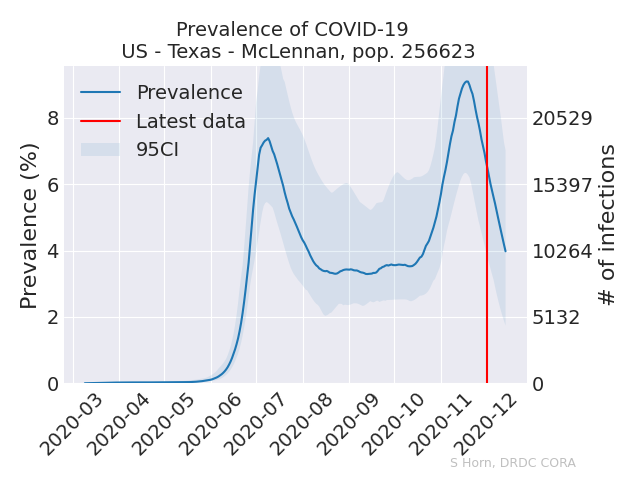 Prevalence of COVID-19
US - Texas - McLennan, pop. 256623
Prevalence
Latest data
95CI
Prevalence (%)
8
6
4
2
0
20529
15397
10264
5132
0
# of infections
2020-03
2020-04
2020-05
2020-06
2020-07
2020-08
2020-09
2020-10
2020-11
2020-12
S Horn, DRDC CORA